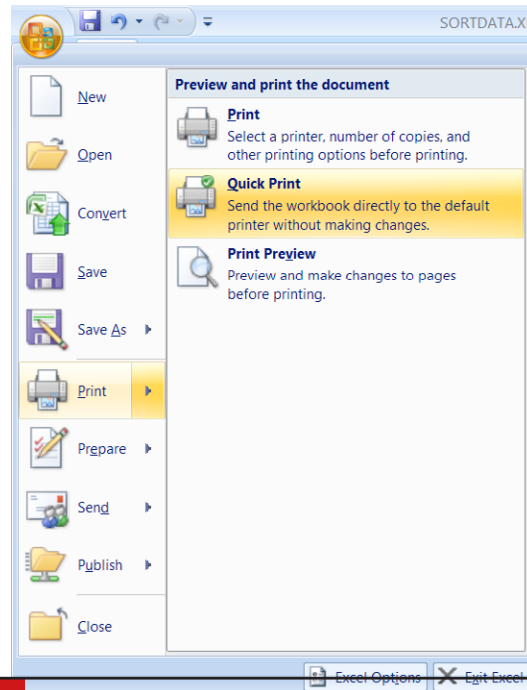 SORTDATA.X
Preview and print the document
New
Open
Convert
Save
Save As
Print
Prepare
Send
Publish
Close
Print
Select a printer, number of copies, and
other printing options before printing.
Quick Print
Send the workbook directly to the default
printer without making changes.
Print Preview
Preview and make changes to pages
before printing.
Excel Options
Exit Excel